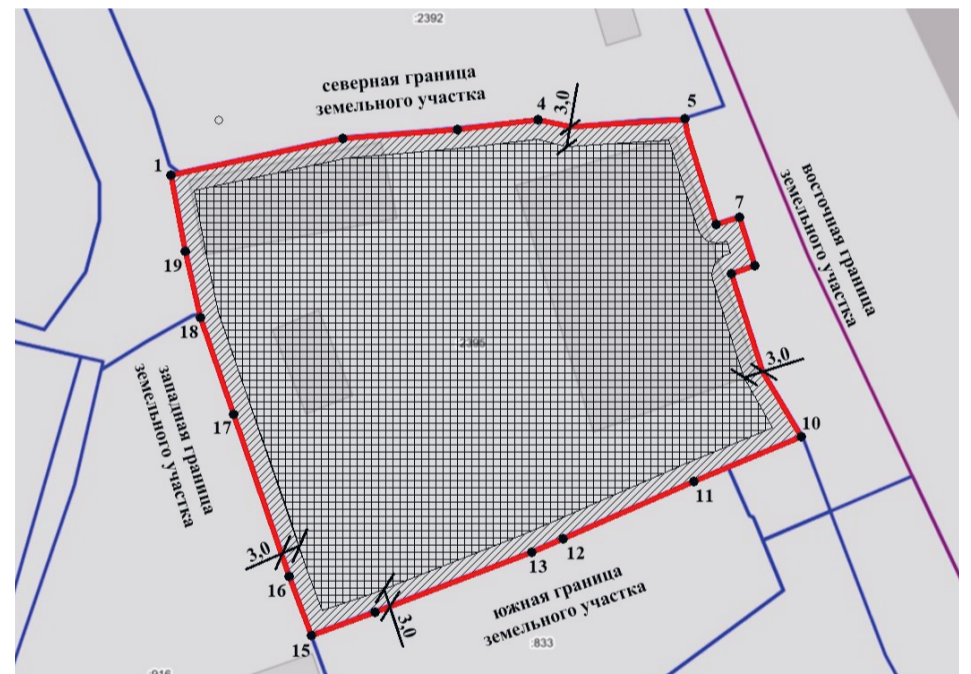 :2392
северная граница
земельного участка
4
3,0
5
1
7
восточная граница
земельного участка
19
18
2395
3,0
западная граница
земельного участка
17
10
11
3,0
16
12
13
южная граница
земельного участка
3,0
15
:833
:916